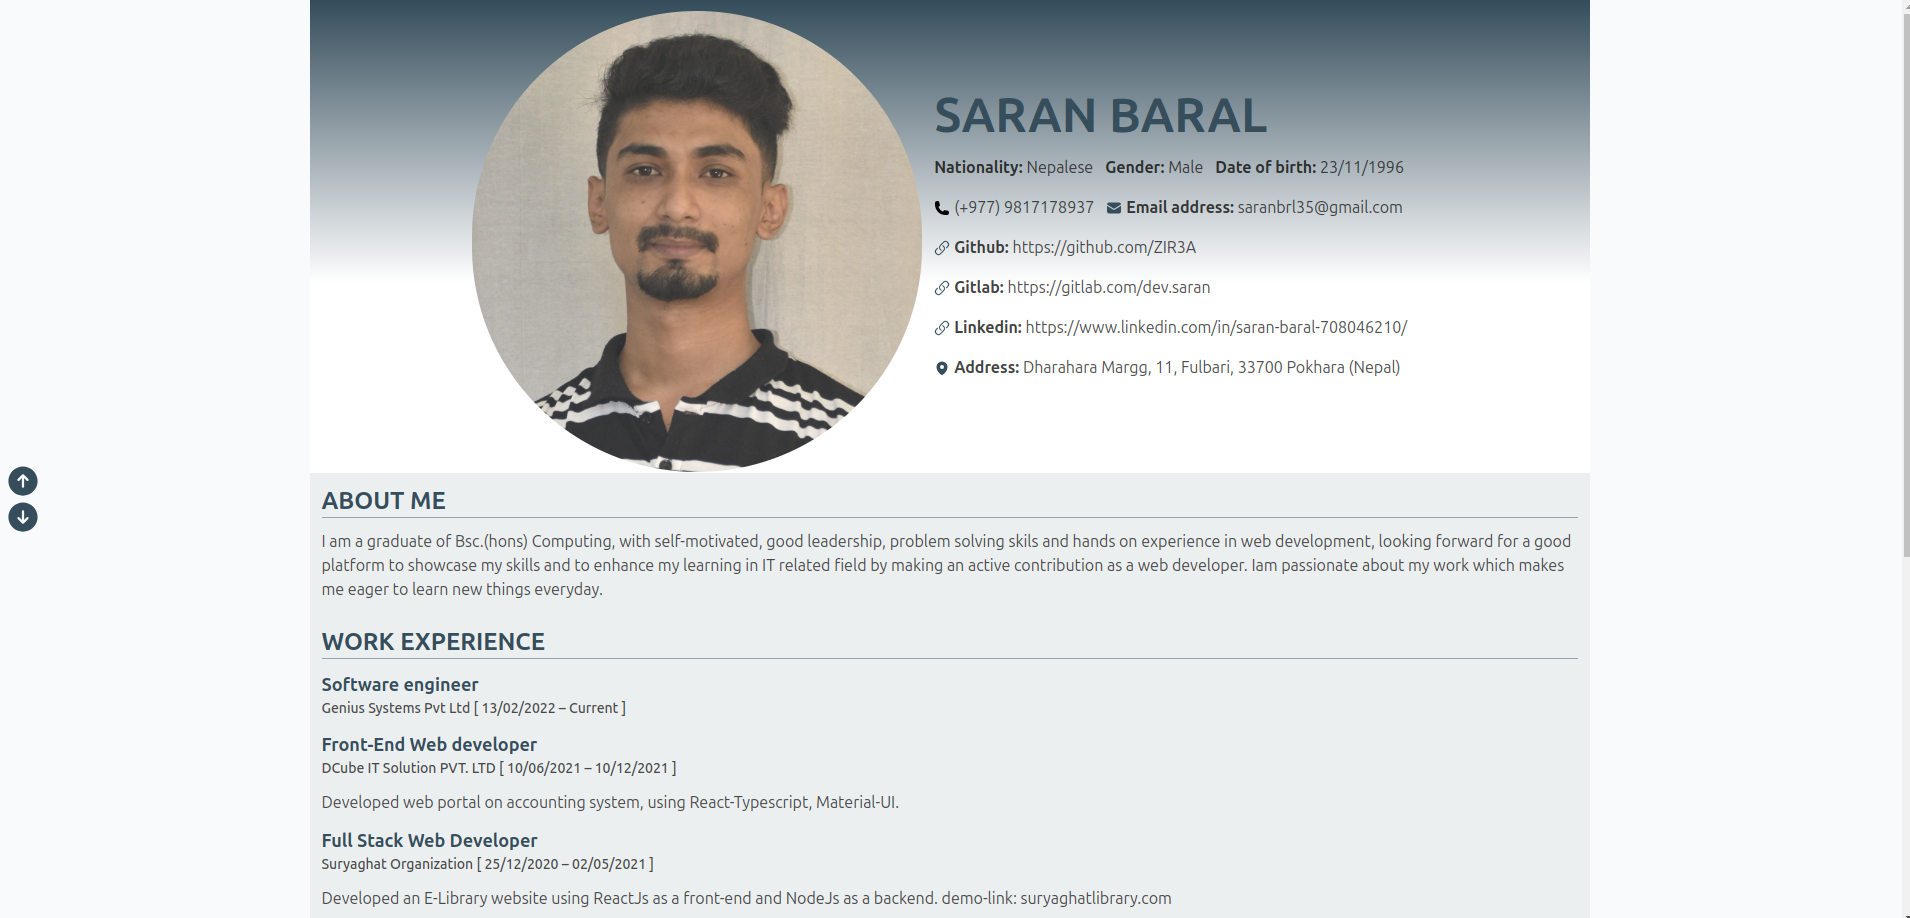 SARAN BARAL
Nationality: Nepalese Gender: Male Date of birth: 23/11/1996
(+977) 9817178937 Email address: saranbrl35@gmail.com
Github: https://github.com/ZIR3A
Gitlab: https://gitlab.com/dev.saran
Linkedin: https://www.linkedin.com/in/saran-baral-708046210/
Address: Dharahara Margg, 11, Fulbari, 33700 Pokhara (Nepal)
ABOUT ME
I am a graduate of Bsc.(hons) Computing, with self-motivated, good leadership, problem solving skils and hands on experience in web development, looking forward for a good
platform to showcase my skills and to enhance my learning in IT related field by making an active contribution as a web developer. Iam passionate about my work which makes
me eager to learn new things everyday.
WORK EXPERIENCE
Software engineer
Genius Systems Pvt Ltd [ 13/02/2022 – Current ]
Front-End Web developer
DCube IT Solution PVT. LTD [ 10/06/2021 – 10/12/2021 ]
Developed web portal on accounting system, using React-Typescript, Material-UI.
Full Stack Web Developer
Suryaghat Organization [ 25/12/2020 – 02/05/2021 ]
Developed an E-Library website using ReactJs as a front-end and NodeJs as a backend. demo-link: suryaghatlibrary.com